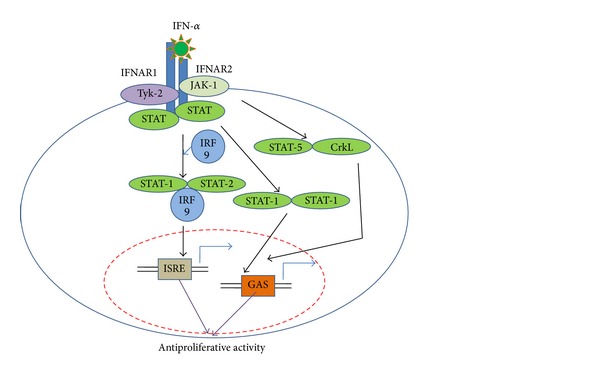 IFN-α
IFNAR1
IFNAR2
Tyk-2
JAK-1
STAT
STAT
IRF
9
STAT-5
CrkL
STAT-1
STAT-2
IRF
9
STAT-1
STAT-1
ISRE
GAS
Antiproliferative activity